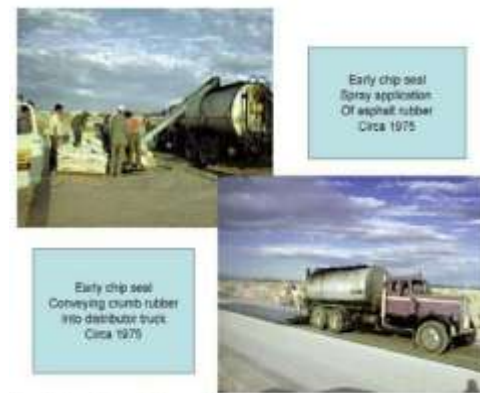 Early chip seal
Spray application
Of asphalt rubber
Circa 1975
Early chip seal
Conveying crumb rubber
Into distributor truck
Circa 1975